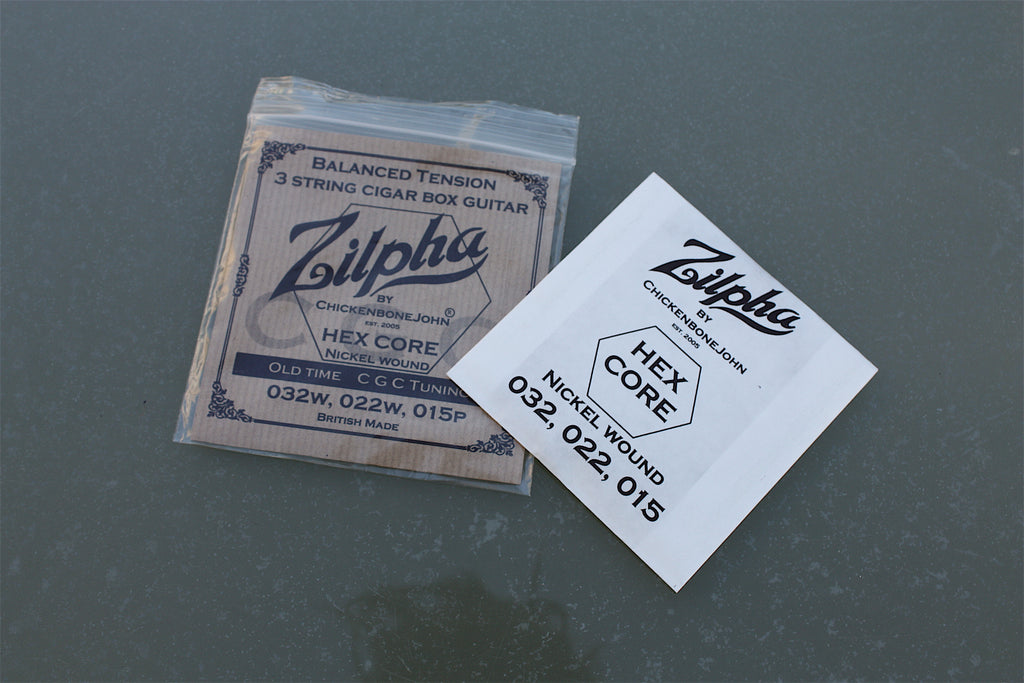 BALANCED TENSION
3 STRING CIGAR BOX GUITAR
Zilpha
BY
CHICKENBONEJOHN®
EST. 2005
HEX CORE
NICKEL WOUND
OLD TIME C G C TUNING
032W, 022W, 015P
BRITISH MADE
Zilpha
BY
CHICKENBONEJOHN
EST. 2005
HEX
CORE
NICKEL WOUND
032, 022, 015